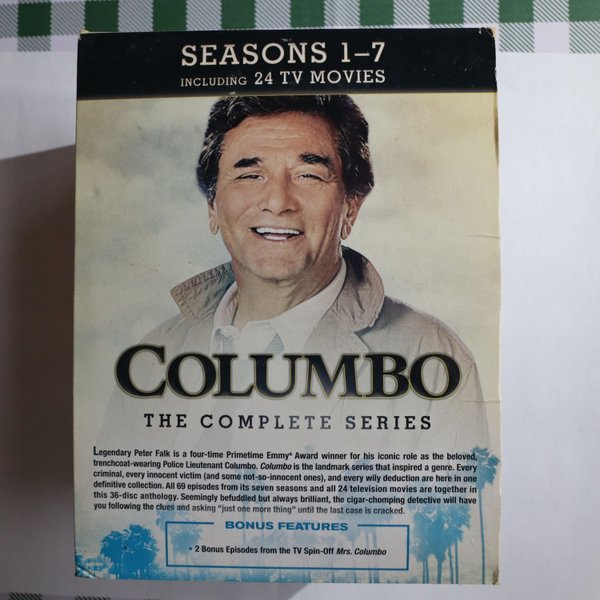 SEASONS 1–7
INCLUDING 24 TV MOVIES
COLUMBO
THE COMPLETE SERIES
Legendary Peter Falk is a four-time Primetime Emmy® Award winner for his iconic role as the beloved,
trenchcoat-wearing Police Lieutenant Columbo. Columbo is the landmark series that inspired a genre. Every
criminal, every innocent victim (and some not-so-innocent ones), and every wily deduction are here in one
definitive collection. All 69 episodes from its seven seasons and all 24 television movies are together in
this 36-disc anthology. Seemingly befuddled but always brilliant, the cigar-chomping detective will have
you following the clues and asking “just one more thing” until the last case is cracked.
BONUS FEATURES
• 2 Bonus Episodes from the TV Spin-Off Mrs. Columbo